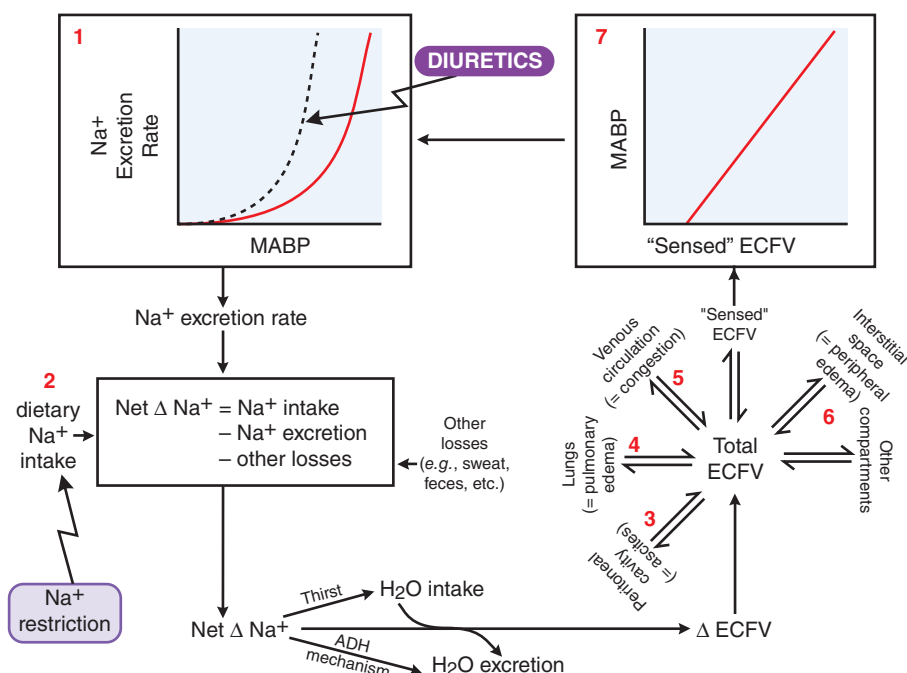 1
Na+
Excretion
Rate
MABP
DIURETICS
7
MABP
“Sensed” ECFV
Na+ excretion rate
2
dietary
Na+
intake
Net Δ Na+ = Na+ intake
– Na+ excretion
– other losses
Other
losses
(e.g., sweat,
feces, etc.)
Na+
restriction
Net Δ Na+
Thirst
H2O intake
ADH
mechanism
H2O excretion
Δ ECFV
Total
ECFV
"Sensed"
ECFV
Venous
circulation
(= congestion)
5
Interstitial
space
(= peripheral
edema)
6
Lungs
(= pulmonary
edema)
4
Other
compartments
3
Peritoneal
cavity
(= ascites)